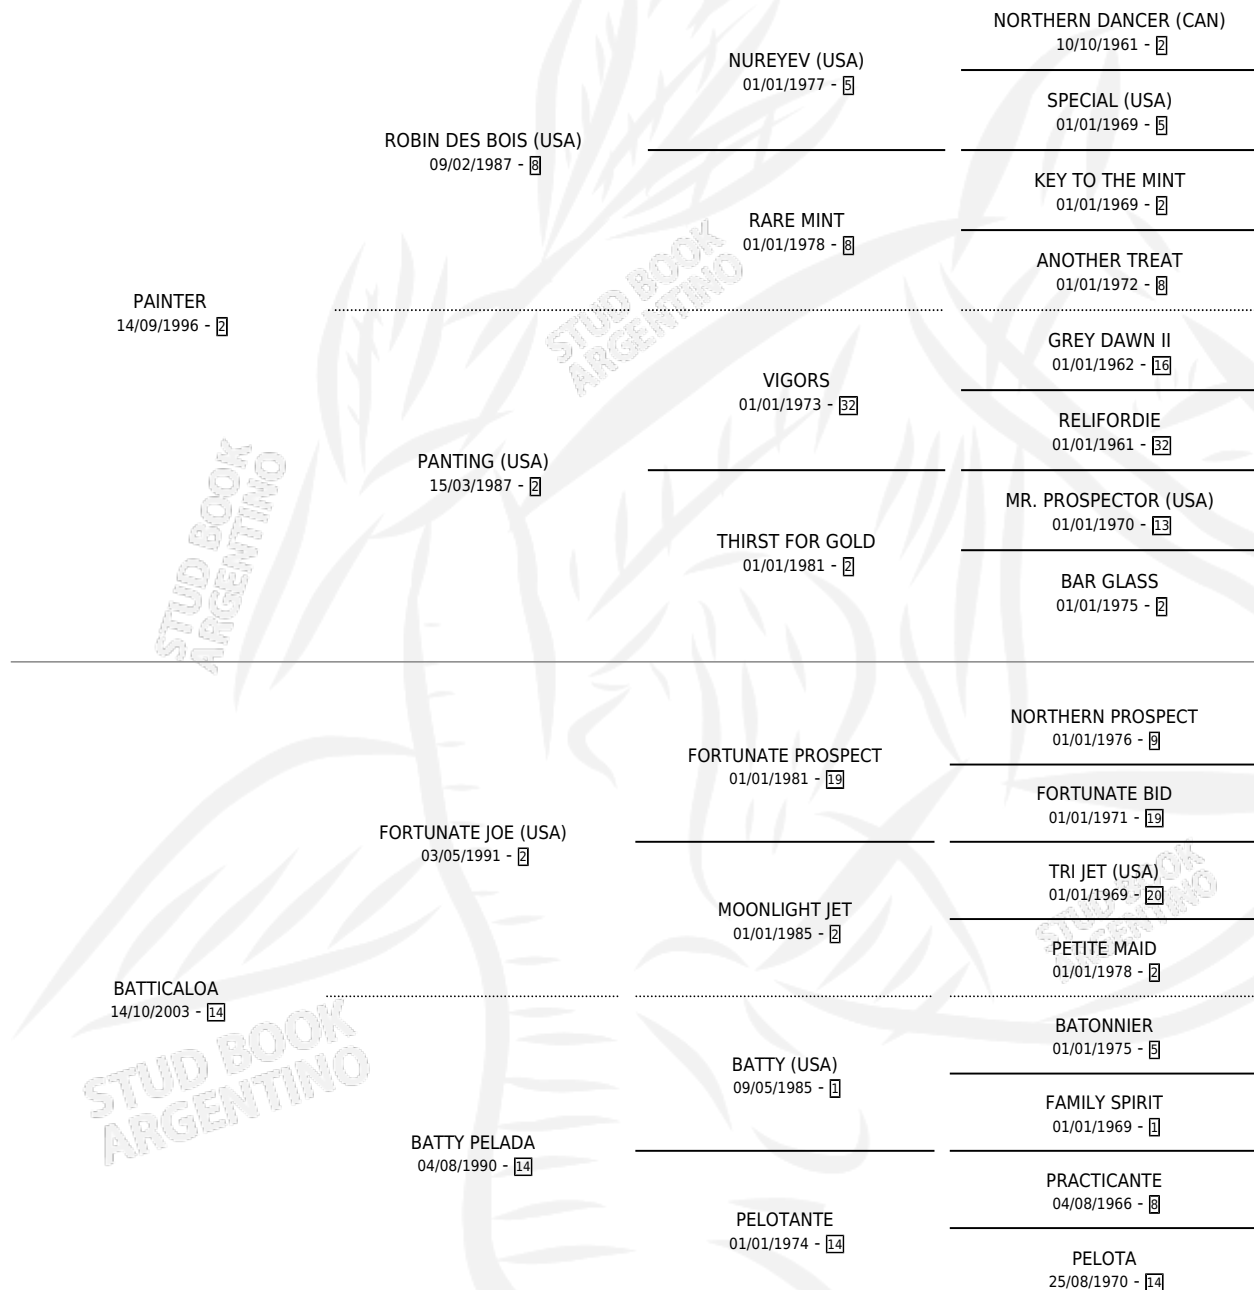 NORTHERN DANCER (CAN)
10/10/1961 - 2
NUREYEV (USA)
01/01/1977 - 5
SPECIAL (USA)
01/01/1969 - 5
ROBIN DES BOIS (USA)
09/02/1987 - 8
KEY TO THE MINT
01/01/1969 - 2
RARE MINT
01/01/1978 - 8
ANOTHER TREAT
01/01/1972 - 8
PAINTER
14/09/1996 - 2
GREY DAWN II
01/01/1962 - 16
VIGORS
01/01/1973 - 32
RELIFORDIE
01/01/1961 - 32
PANTING (USA)
15/03/1987 - 2
MR. PROSPECTOR (USA)
01/01/1970 - 13
THIRST FOR GOLD
01/01/1981 - 2
BAR GLASS
01/01/1975 - 2
NORTHERN PROSPECT
01/01/1976 - 9
FORTUNATE PROSPECT
01/01/1981 - 19
FORTUNATE BID
01/01/1971 - 19
FORTUNATE JOE (USA)
03/05/1991 - 2
TRI JET (USA)
01/01/1969 - 20
MOONLIGHT JET
01/01/1985 - 2
PETITE MAID
01/01/1978 - 2
BATTICALOA
14/10/2003 - 14
BATONNIER
01/01/1975 - 5
BATTY (USA)
09/05/1985 - 1
FAMILY SPIRIT
01/01/1969 - 1
BATTY PELADA
04/08/1990 - 14
PRACTICANTE
04/08/1966 - 8
PELOTANTE
01/01/1974 - 14
PELOTA
25/08/1970 - 14
STUD BOOK
ARGENTINO
STUD BOOK
ARGENTINO
STUD BOOK
ARGENTINO
STUD BOOK
ARGENTINO